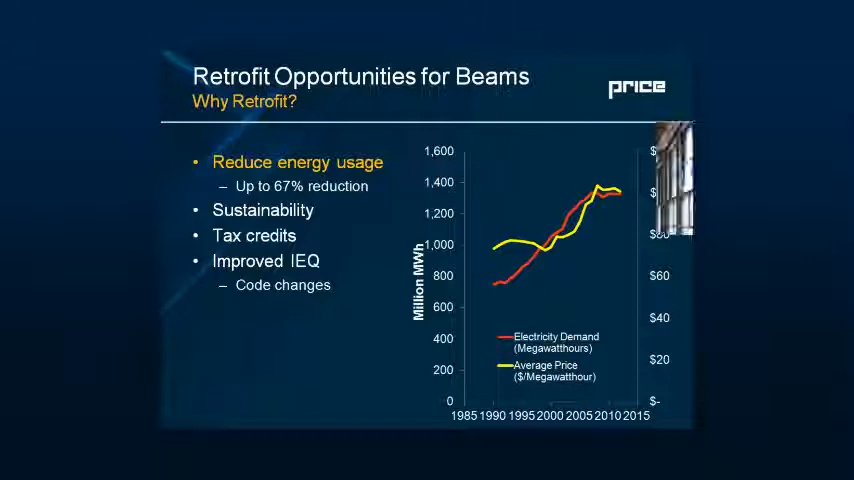 Retrofit Opportunities for Beams
Why Retrofit?
price
• Reduce energy usage
– Up to 67% reduction
• Sustainability
• Tax credits
• Improved IEQ
– Code changes
Million MWh
1,600
1,400
1,200
1,000
800
600
400
200
0
$60
$40
$20
$-
Electricity Demand
(Megawatthours)
Average Price
($/Megawatthour)
1985 1990 1995 2000 2005 2010 2015